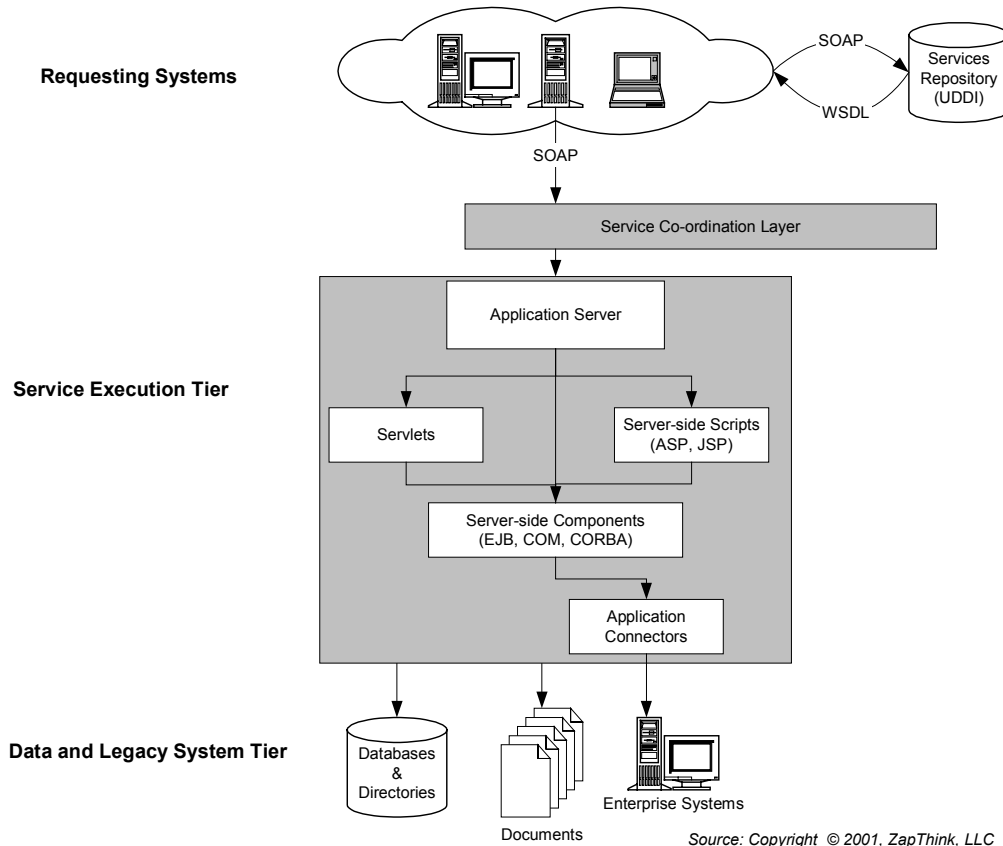 Requesting Systems
SOAP
Services
Repository
(UDDI)
WSDL
SOAP
Service Co-ordination Layer
Application Server
Service Execution Tier
Servlets
Server-side Scripts
(ASP, JSP)
Server-side Components
(EJB, COM, CORBA)
Application
Connectors
Data and Legacy System Tier
Databases
&
Directories
Documents
Enterprise Systems
Source: Copyright © 2001, ZapThink, LLC